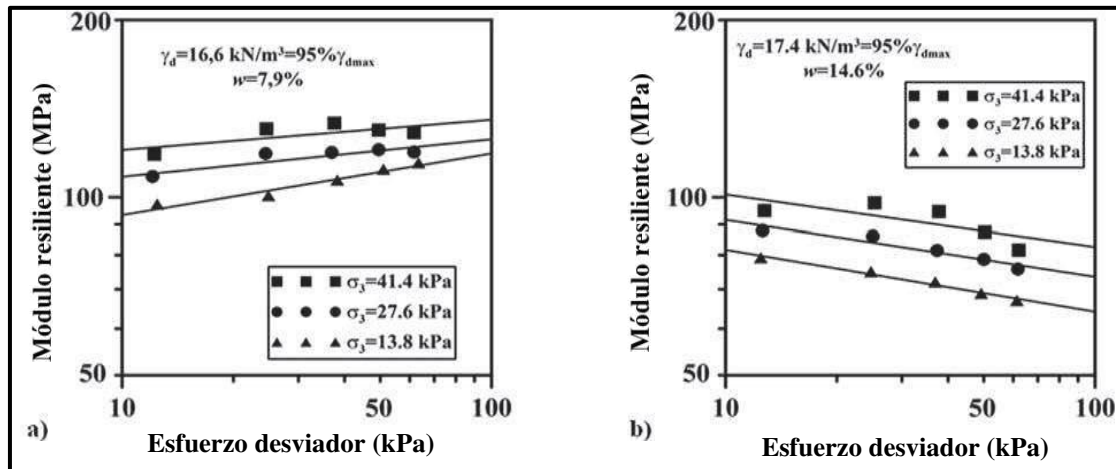 200
γd=16,6 kN/m³=95%γdmax
w=7,9%
Módulo resiliente (MPa)
100
σ3=41.4 kPa
σ3=27.6 kPa
σ3=13.8 kPa
50
10
50
100
a)
Esfuerzo desviador (kPa)
200
γd=17.4 kN/m³=95%γdmax
w=14.6%
σ3=41.4 kPa
σ3=27.6 kPa
σ3=13.8 kPa
Módulo resiliente (MPa)
100
50
10
50
100
b)
Esfuerzo desviador (kPa)